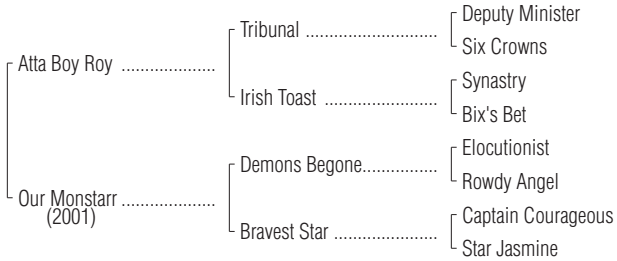 Deputy Minister
Tribunal ......................
Six Crowns
Atta Boy Roy ...................
Synastry
Irish Toast .......................
Bix's Bet
Elocutionist
Demons Begone...............
Rowdy Angel
Our Monstarr ...................
(2001)
Captain Courageous
Bravest Star .....................
Star Jasmine